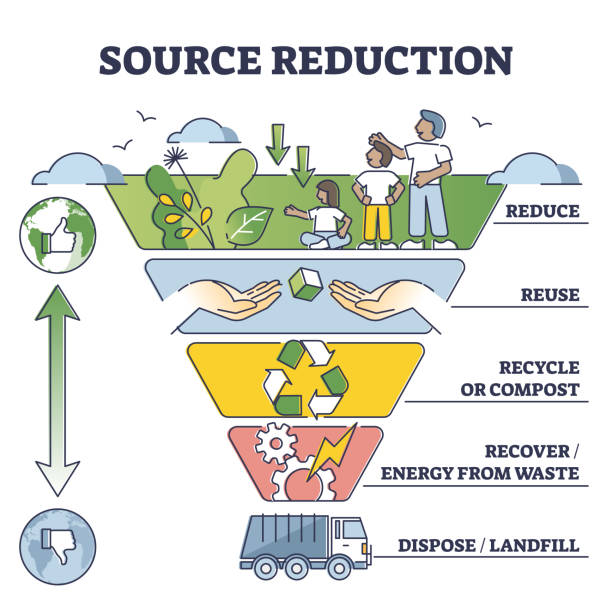 SOURCE REDUCTION
REDUCE
REUSE
RECYCLE
OR COMPOST
RECOVER /
ENERGY FROM WASTE
DISPOSE / LANDFILL